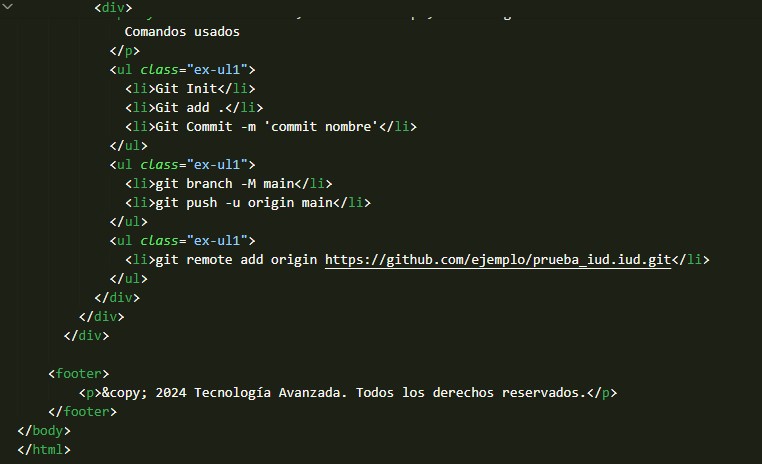 <div>
Comandos usados
</p>
<ul class="ex-ul1">
<li>Git Init</li>
<li>Git add .</li>
<li>Git Commit -m 'commit nombre'</li>
</ul>
<ul class="ex-ul1">
<li>git branch -M main</li>
<li>git push -u origin main</li>
</ul>
<ul class="ex-ul1">
<li>git remote add origin https://github.com/ejemplo/prueba_iud.iud.git</li>
</ul>
</div>
</div>
</div>
<footer>
<p>&copy; 2024 Tecnología Avanzada. Todos los derechos reservados.</p>
</footer>
</body>
</html>